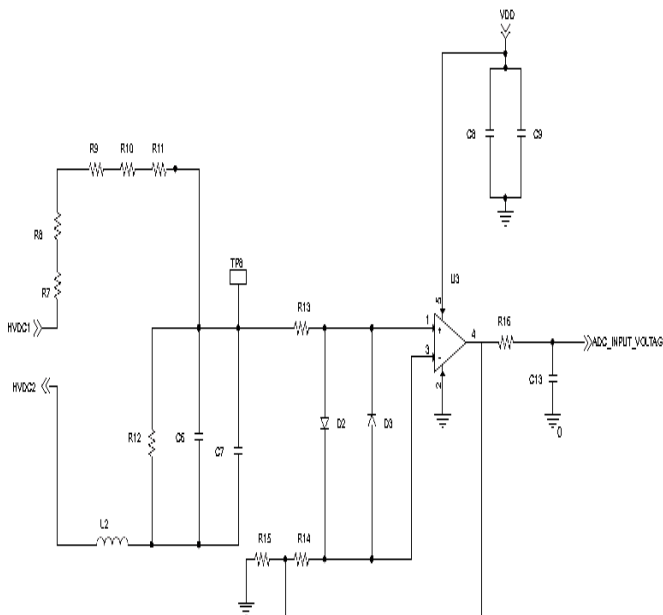 VDD
C8 C9
R9 R10 R11
R8
TP8
U3
R7
R13
5
HVDC1
1
+
4
R16
ADC_INPUT_VOLTAG
3
-
HVDC2
2
C13
R12
C6
C7
D2
D3
0
L2
R15 R14